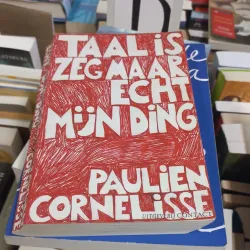 TAAL IS
ZEG MAAR
ECHT
MIJN DING
PAULIEN
CORNELISSE
UITGEVERIJ CONTACT